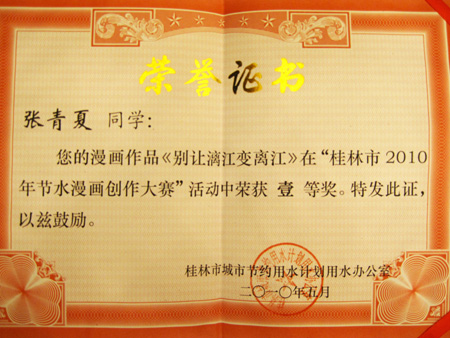 荣誉证书
张青夏 同学：
您的漫画作品《别让漓江变离江》在“桂林市2010
年节水漫画创作大赛”活动中荣获 壹 等奖。特发此证，
以兹鼓励。
桂林市城市节约用水计划用水办公室
二○一○年五月